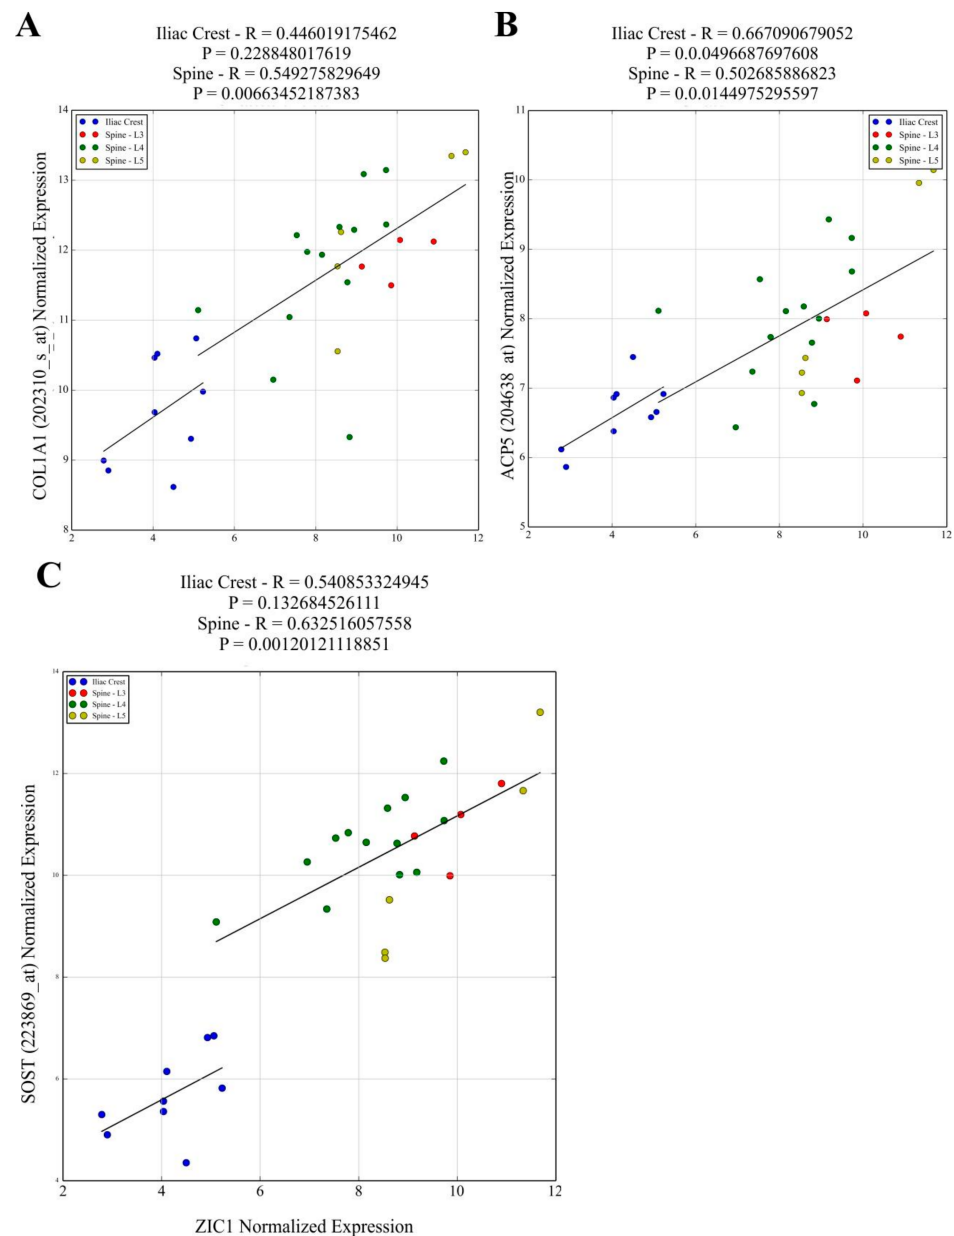 A
Iliac Crest - R = 0.446019175462
P = 0.228848017619
Spine - R = 0.549275829649
P = 0.00663452187383
14
13
12
11
10
9
8
Iliac Crest
Spine - L3
Spine - L4
Spine - L5
COL1A1 (202310_s_at) Normalized Expression
4
6
8
10
12
B
Iliac Crest - R = 0.667090679052
P = 0.0.0496687697608
Spine - R = 0.502685886823
P = 0.0.0144975295597
11
10
9
8
7
6
5
Iliac Crest
Spine - L3
Spine - L4
Spine - L5
ACP5 (204638_at) Normalized Expression
2
4
6
8
10
12
C
Iliac Crest - R = 0.540853324945
P = 0.132684526111
Spine - R = 0.632516057558
P = 0.00120121118851
14
12
10
8
6
4
Iliac Crest
Spine - L3
Spine - L4
Spine - L5
SOST (223869_at) Normalized Expression
2
4
6
8
10
12
ZIC1 Normalized Expression